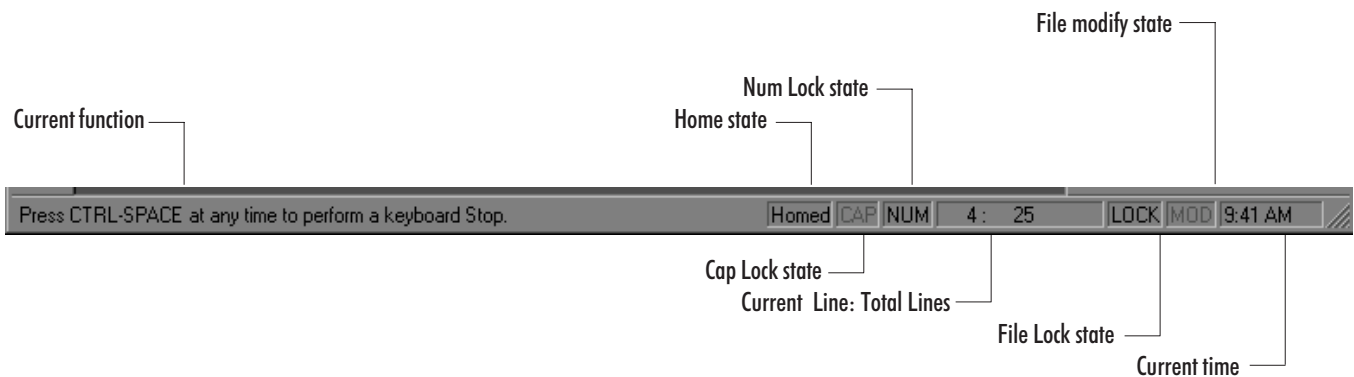 File modify state
Num Lock state
Current function
Home state
Press CTRL-SPACE at any time to perform a keyboard Stop.
Homed CAP NUM 4: 25 LOCK MOD 9:41 AM
Cap Lock state
Current Line: Total Lines
File Lock state
Current time